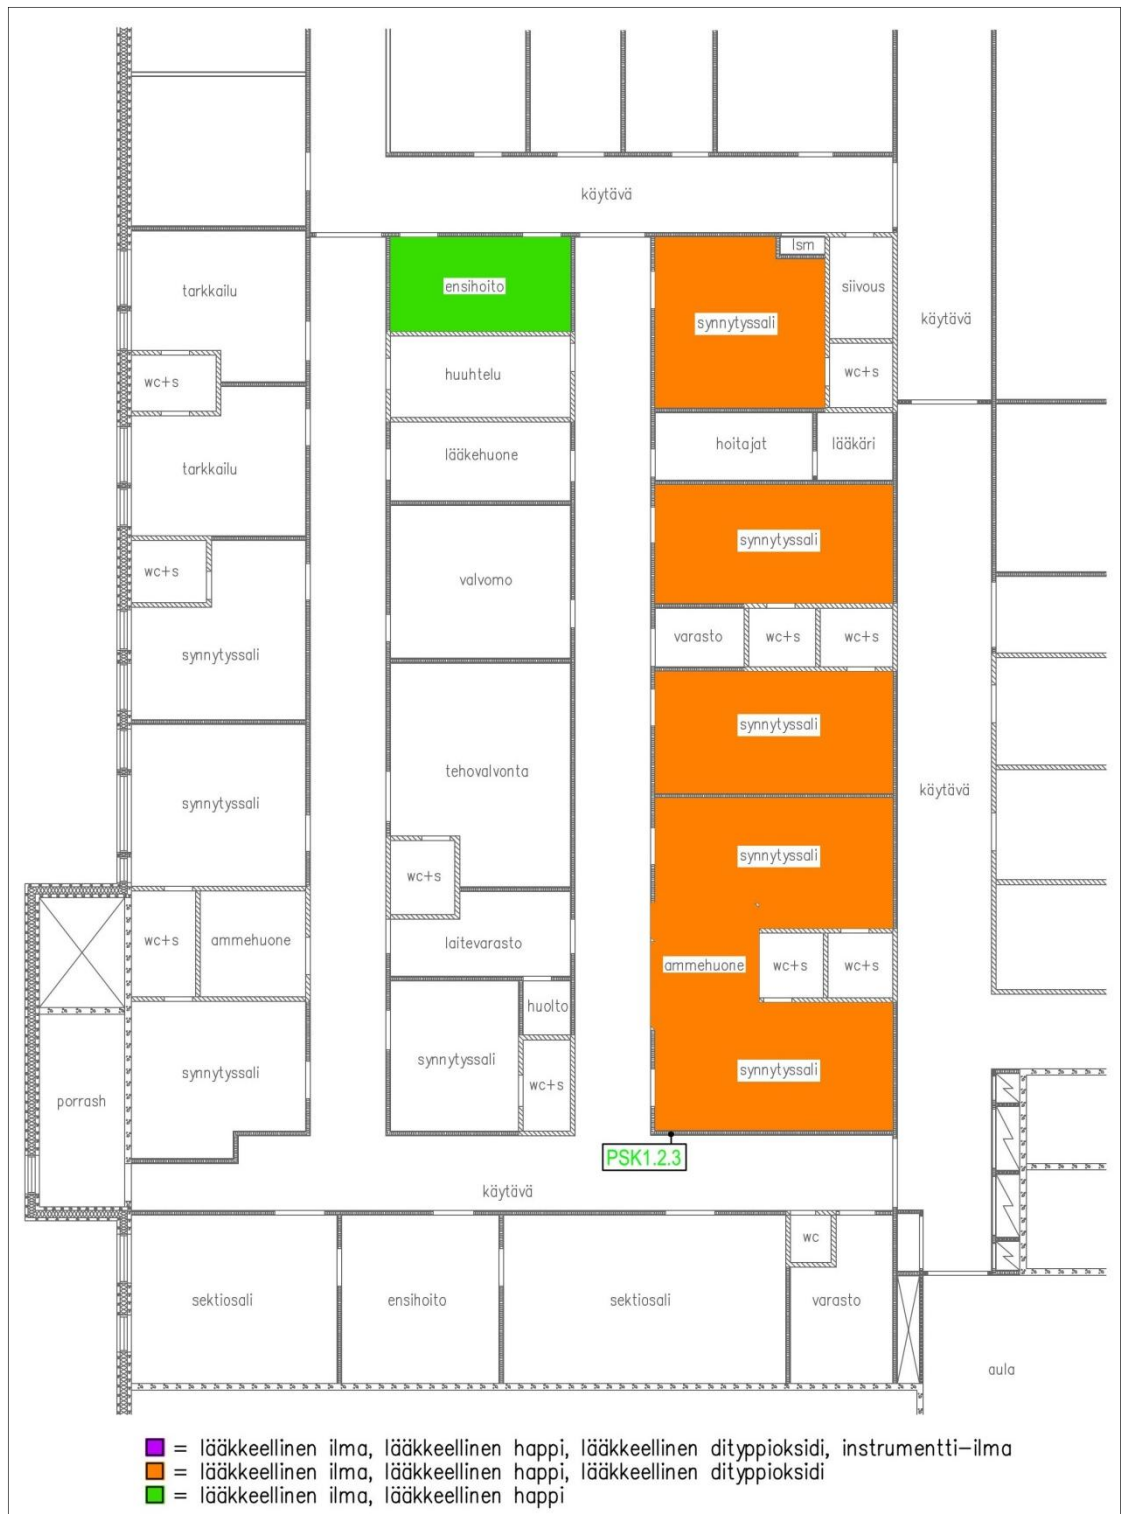 käytävä
lsm
ensihoito
siivous
tarkkailu
käytävä
synnytyssali
huuhtelu
wc+s
wc+s
hoitajat
lääkäri
lääkehuone
tarkkailu
synnytyssali
wc+s
valvomo
varasto
wc+s
wc+s
synnytyssali
synnytyssali
tehovalvonta
käytävä
synnytyssali
synnytyssali
wc+s
wc+s
ammehuone
laitevarasto
ammehuone
wc+s
wc+s
huolto
synnytyssali
synnytyssali
synnytyssali
wc+s
porrash
PSK1.2.3
käytävä
wc
sektiosali
ensihoito
sektiosali
varasto
aula
= lääkkeellinen ilma, lääkkeellinen happi, lääkkeellinen dityppioksidi, instrumentti-ilma
= lääkkeellinen ilma, lääkkeellinen happi, lääkkeellinen dityppioksidi
= lääkkeellinen ilma, lääkkeellinen happi